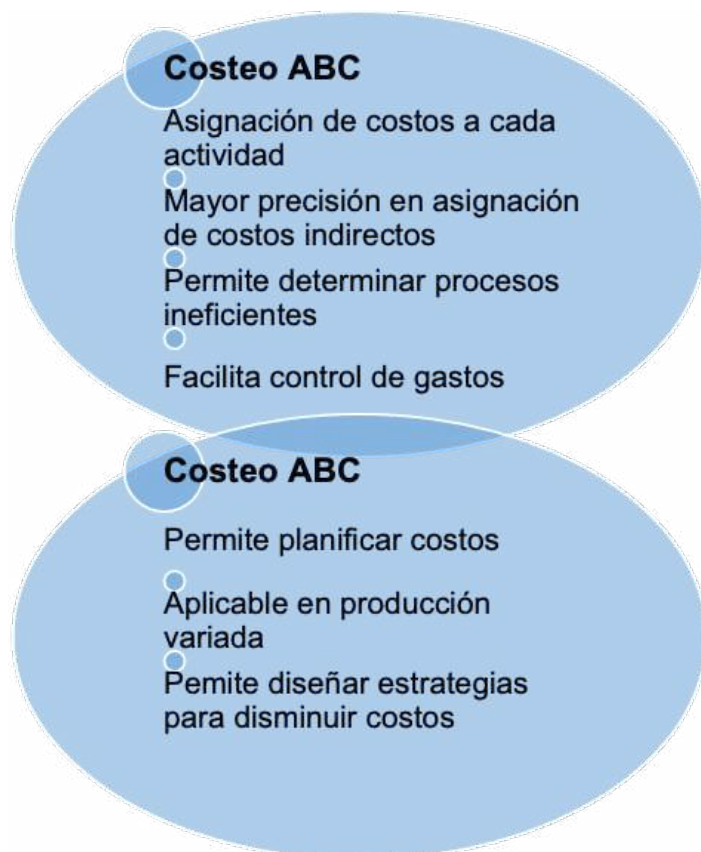 Costeo ABC
Asignación de costos a cada
actividad
Mayor precisión en asignación
de costos indirectos
Permite determinar procesos
ineficientes
Facilita control de gastos
Costeo ABC
Permite planificar costos
Aplicable en producción
variada
Pemite diseñar estrategias
para disminuir costos